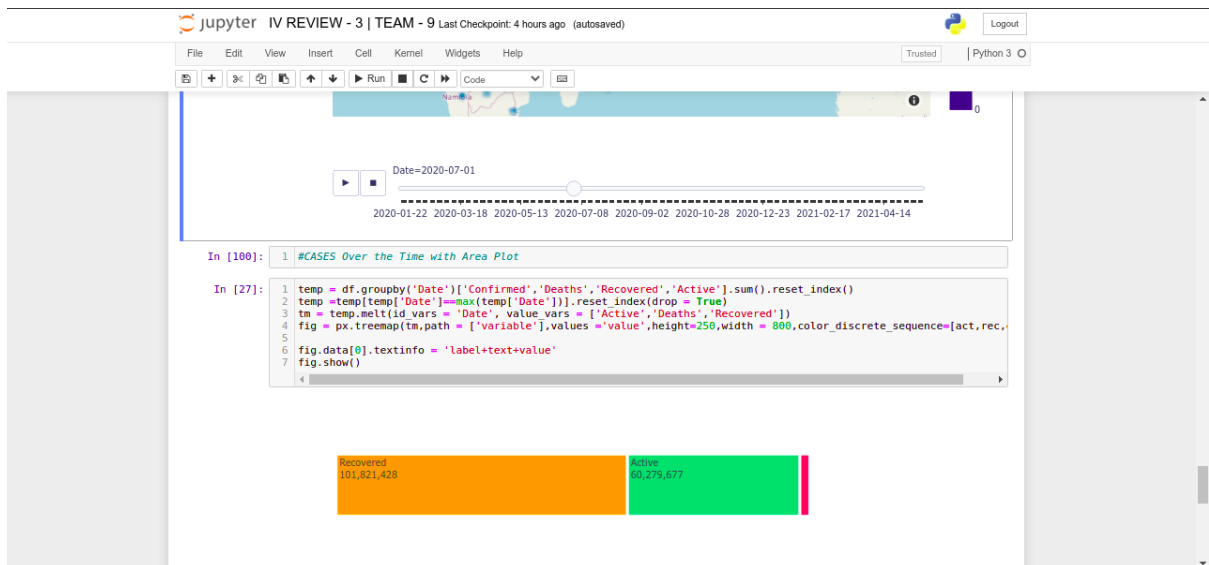 jupyter IV REVIEW - 3 | TEAM - 9 Last Checkpoint: 4 hours ago (autosaved)
Logout
File Edit View Insert Cell Kernel Widgets Help
Trusted
Python 3
Run
Code
Namibia
0
Date=2020-07-01
2020-01-22 2020-03-18 2020-05-13 2020-07-08 2020-09-02 2020-10-28 2020-12-23 2021-02-17 2021-04-14
In [100]: 1 #CASES Over the Time with Area Plot
In [27]: 1 temp = df.groupby('Date')['Confirmed','Deaths','Recovered','Active'].sum().reset_index()
2 temp =temp[temp['Date']==max(temp['Date'])].reset_index(drop = True)
3 tm = temp.melt(id_vars = 'Date', value_vars = ['Active','Deaths','Recovered'])
4 fig = px.treemap(tm,path = ['variable'],values ='value',height=250,width = 800,color_discrete_sequence=[act,rec,
5
6 fig.data[0].textinfo = 'label+text+value'
7 fig.show()
Recovered
101,821,428
Active
60,279,677